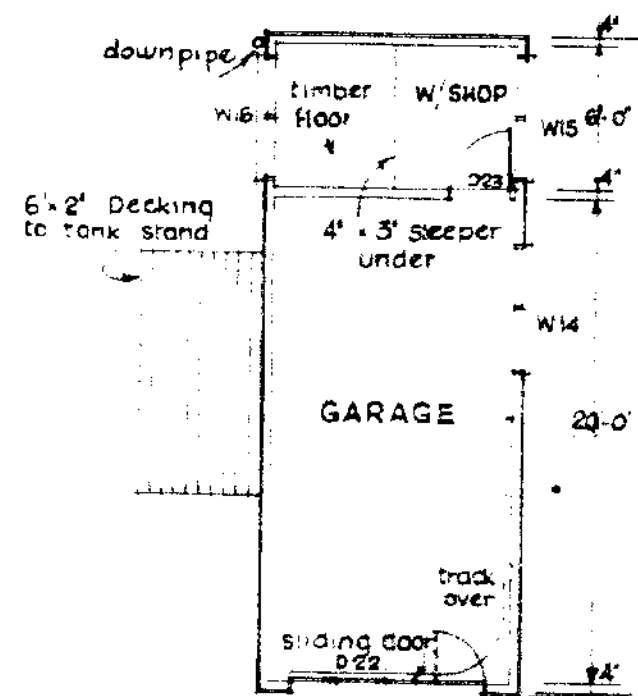 downpipe
4"
timber
floor
W/SHOP
W16
W15
6'-0"
D23
4"
6" x 2" Decking
to tank stand
4" x 3" sleeper
under
W14
GARAGE
20'-0"
track
over
sliding door
D22
4"